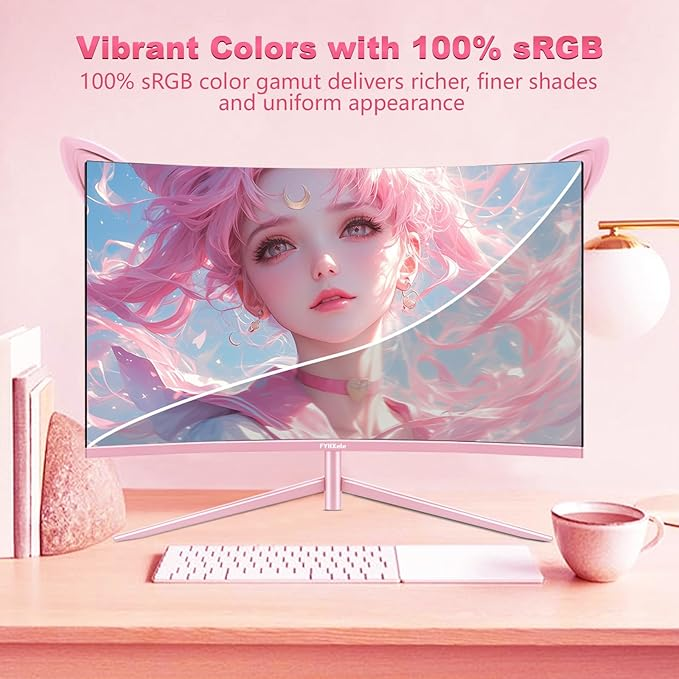 Vibrant Colors with 100% sRGB
100% sRGB color gamut delivers richer, finer shades
and uniform appearance